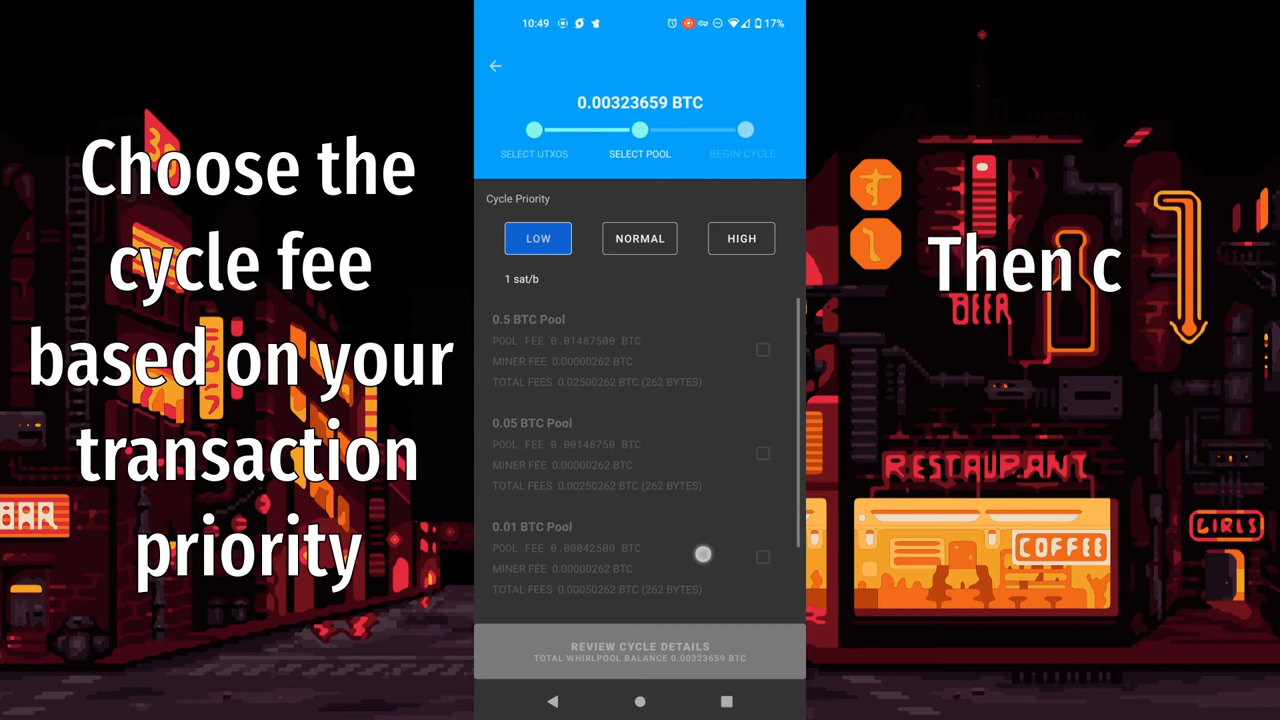 Choose the
cycle fee
based on your
transaction
priority
10:49
17%
0.00323659 BTC
SELECT UTXOS
SELECT POOL
BEGIN CYCLE
Cycle Priority
LOW
NORMAL
HIGH
1 sat/b
0.5 BTC Pool
POOL FEE 0.01487500 BTC
MINER FEE 0.00000262 BTC
TOTAL FEES 0.02500262 BTC (262 BYTES)
0.05 BTC Pool
POOL FEE 0.00148750 BTC
MINER FEE 0.00000262 BTC
TOTAL FEES 0.00250262 BTC (262 BYTES)
0.01 BTC Pool
POOL FEE 0.00042500 BTC
MINER FEE 0.00000262 BTC
TOTAL FEES 0.00050262 BTC (262 BYTES)
REVIEW CYCLE DETAILS
TOTAL WHIRLPOOL BALANCE 0.00323659 BTC
Then c
BEER
RESTAURANT
COFFEE
GIRLS
BAR